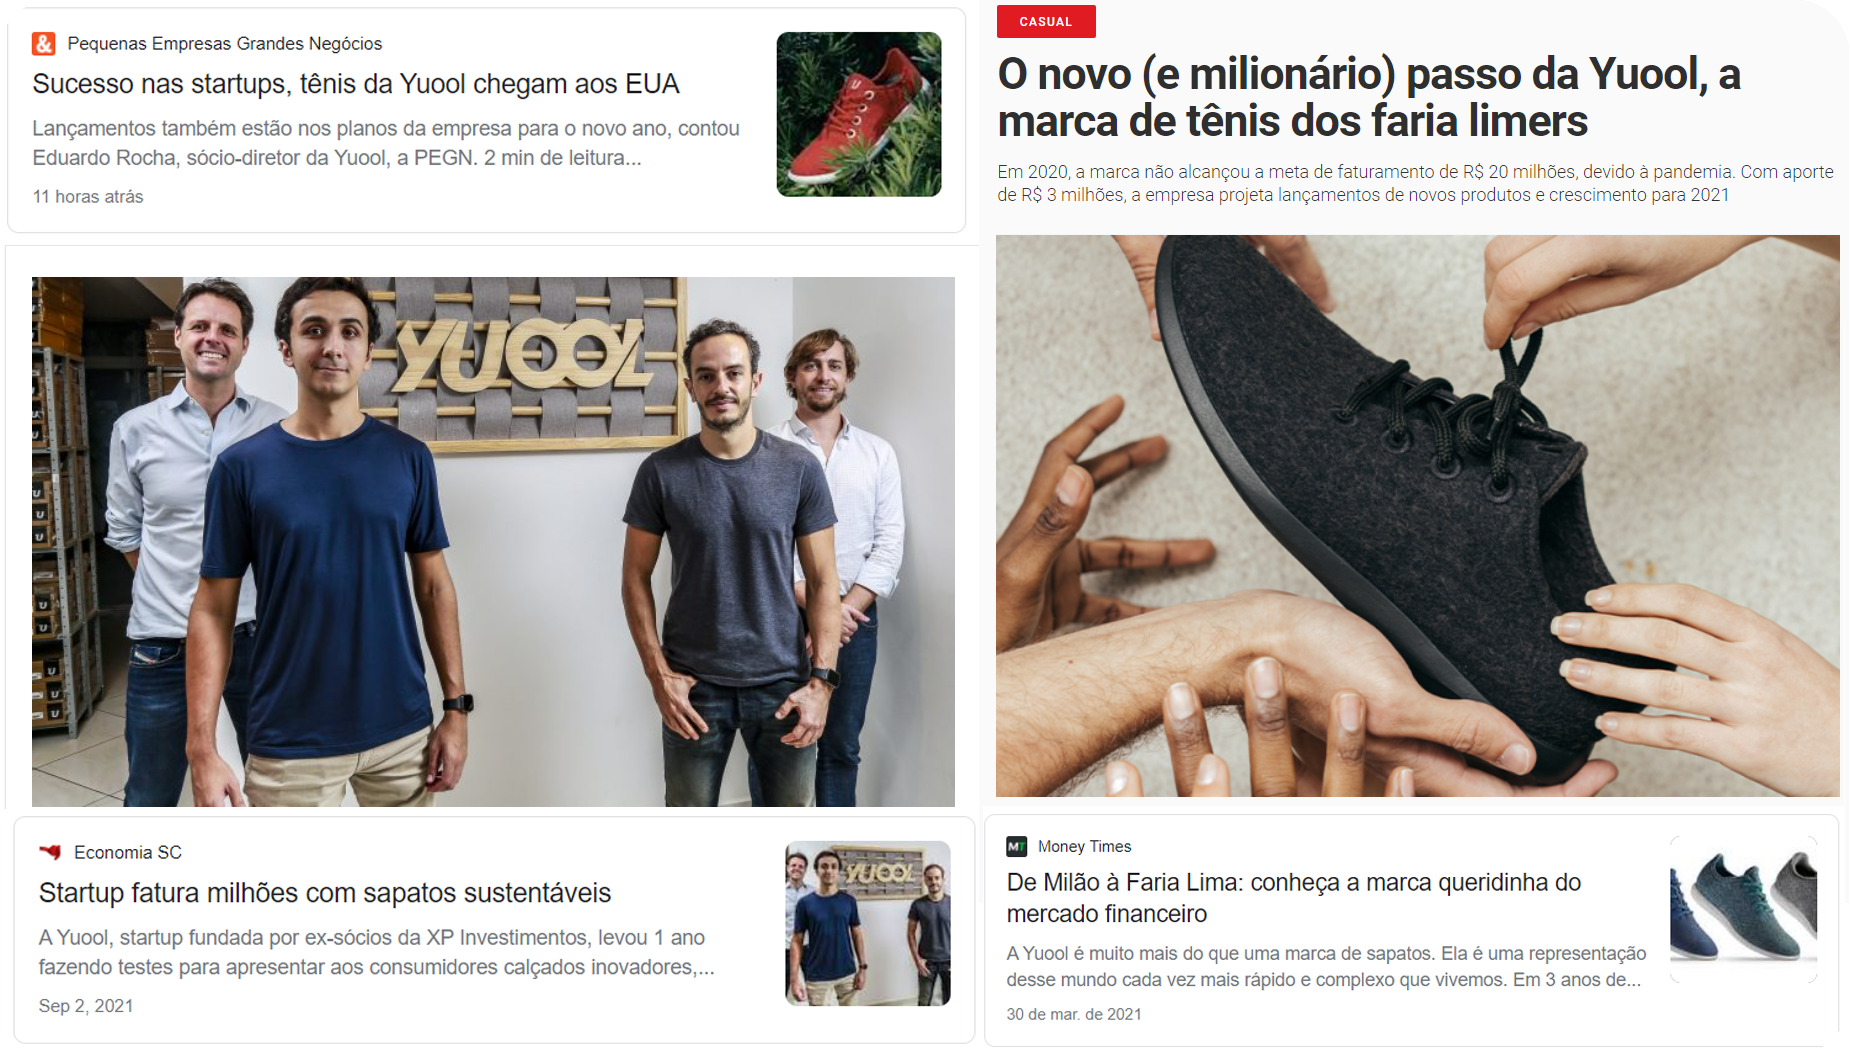 Pequenas Empresas Grandes Negócios
Sucesso nas startups, tênis da Yuool chegam aos EUA
Lançamentos também estão nos planos da empresa para o novo ano, contou
Eduardo Rocha, sócio-diretor da Yuool, a PEGN. 2 min de leitura...
11 horas atrás
YUOOL
Economia SC
Startup fatura milhões com sapatos sustentáveis
A Yuool, startup fundada por ex-sócios da XP Investimentos, levou 1 ano
fazendo testes para apresentar aos consumidores calçados inovadores,...
Sep 2, 2021
YUOOL
CASUAL
O novo (e milionário) passo da Yuool, a
marca de tênis dos faria limers
Em 2020, a marca não alcançou a meta de faturamento de R$ 20 milhões, devido à pandemia. Com aporte
de R$ 3 milhões, a empresa projeta lançamentos de novos produtos e crescimento para 2021
MT
Money Times
De Milão à Faria Lima: conheça a marca queridinha do
mercado financeiro
A Yuool é muito mais do que uma marca de sapatos. Ela é uma representação
desse mundo cada vez mais rápido e complexo que vivemos. Em 3 anos de...
30 de mar. de 2021